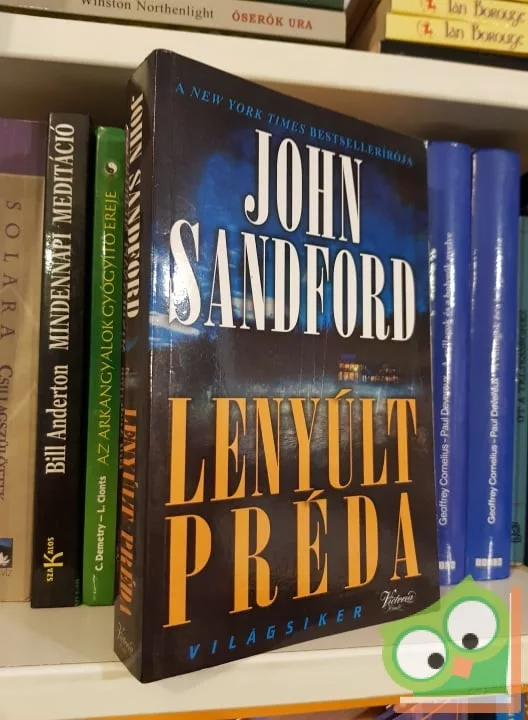 Winston Northenlight
ŐSERŐK URA
Ian Borouge
Ian Borouge
SOLARA
Bill Anderton MINDENNAPI MEDITÁCIÓ
SZAKALOS
C. Demetry – L. Clonts AZ ARKANGYALOK GYÓGYÍTÓ EREJE
JOHN SANDFORD
LENYÚLT PRÉDA
A NEW YORK TIMES BESTSELLERÍRÓJA
JOHN
SANDFORD
LENYÚLT
PRÉDA
VILÁGSIKER
Victoria
Geoffrey Cornelius - Paul Devereux
Geoffrey Cornelius - Paul Devereux